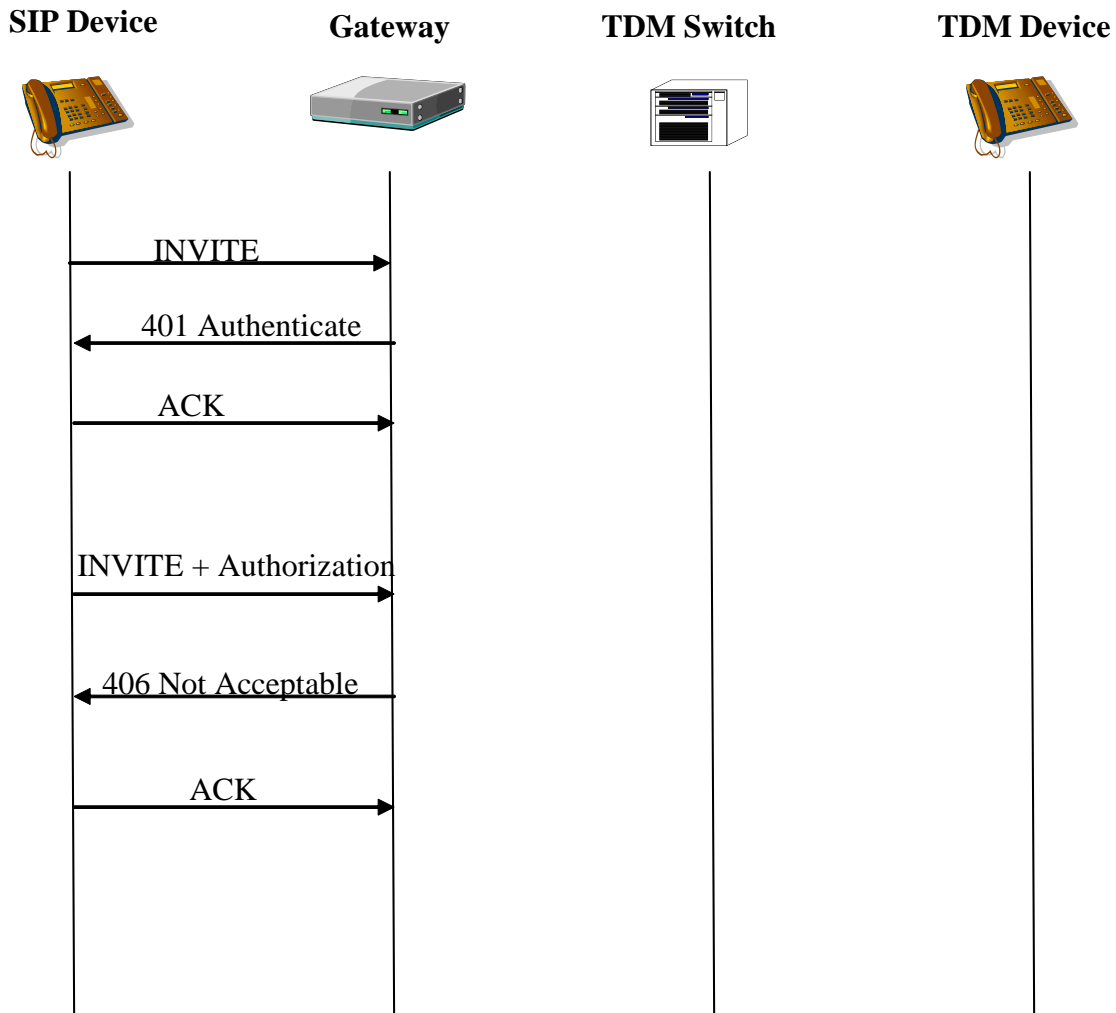 SIP Device
Gateway
TDM Switch
TDM Device
INVITE
401 Authenticate
ACK
INVITE + Authorization
406 Not Acceptable
ACK